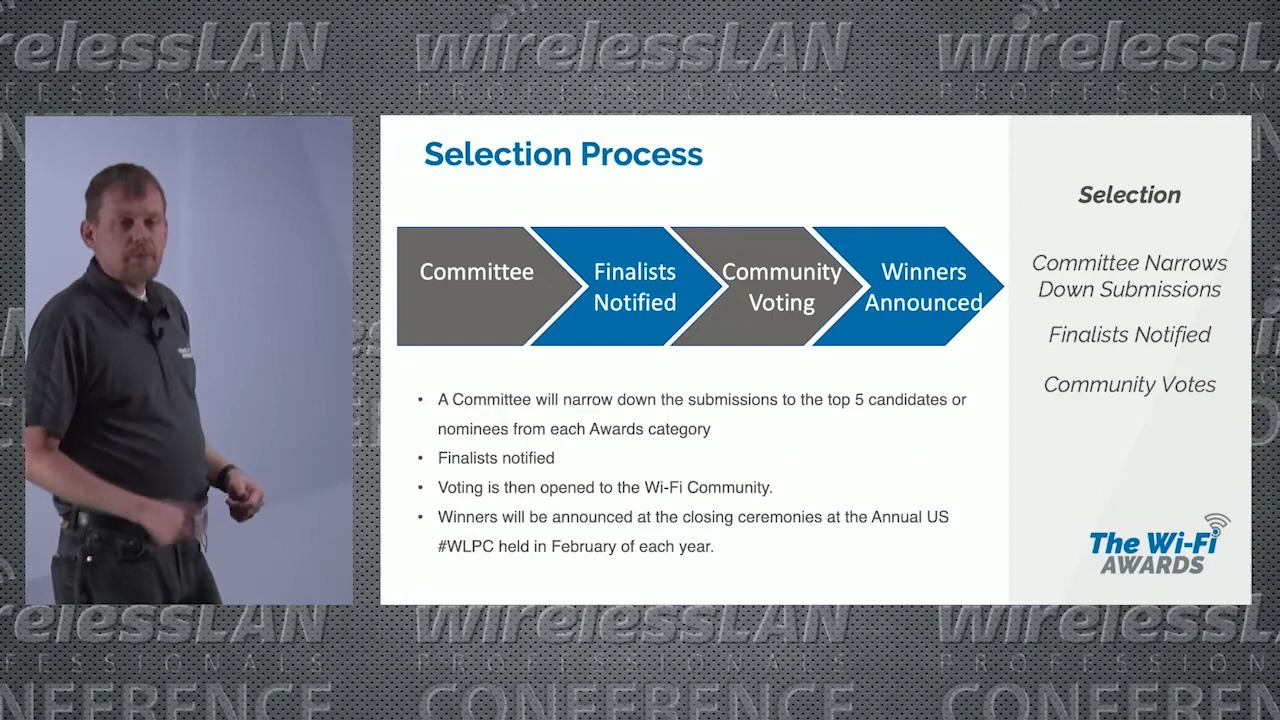 wirelessLAN
PROFESSIONALS
CONFERENCE
Selection Process
Committee
Finalists
Notified
Community
Voting
Winners
Announced
• A Committee will narrow down the submissions to the top 5 candidates or
nominees from each Awards category
• Finalists notified
• Voting is then opened to the Wi-Fi Community.
• Winners will be announced at the closing ceremonies at the Annual US
#WLPC held in February of each year.
Selection
Committee Narrows
Down Submissions
Finalists Notified
Community Votes
The Wi-Fi
AWARDS
wirelessLAN
PROFESSIONALS
CONFERENCE